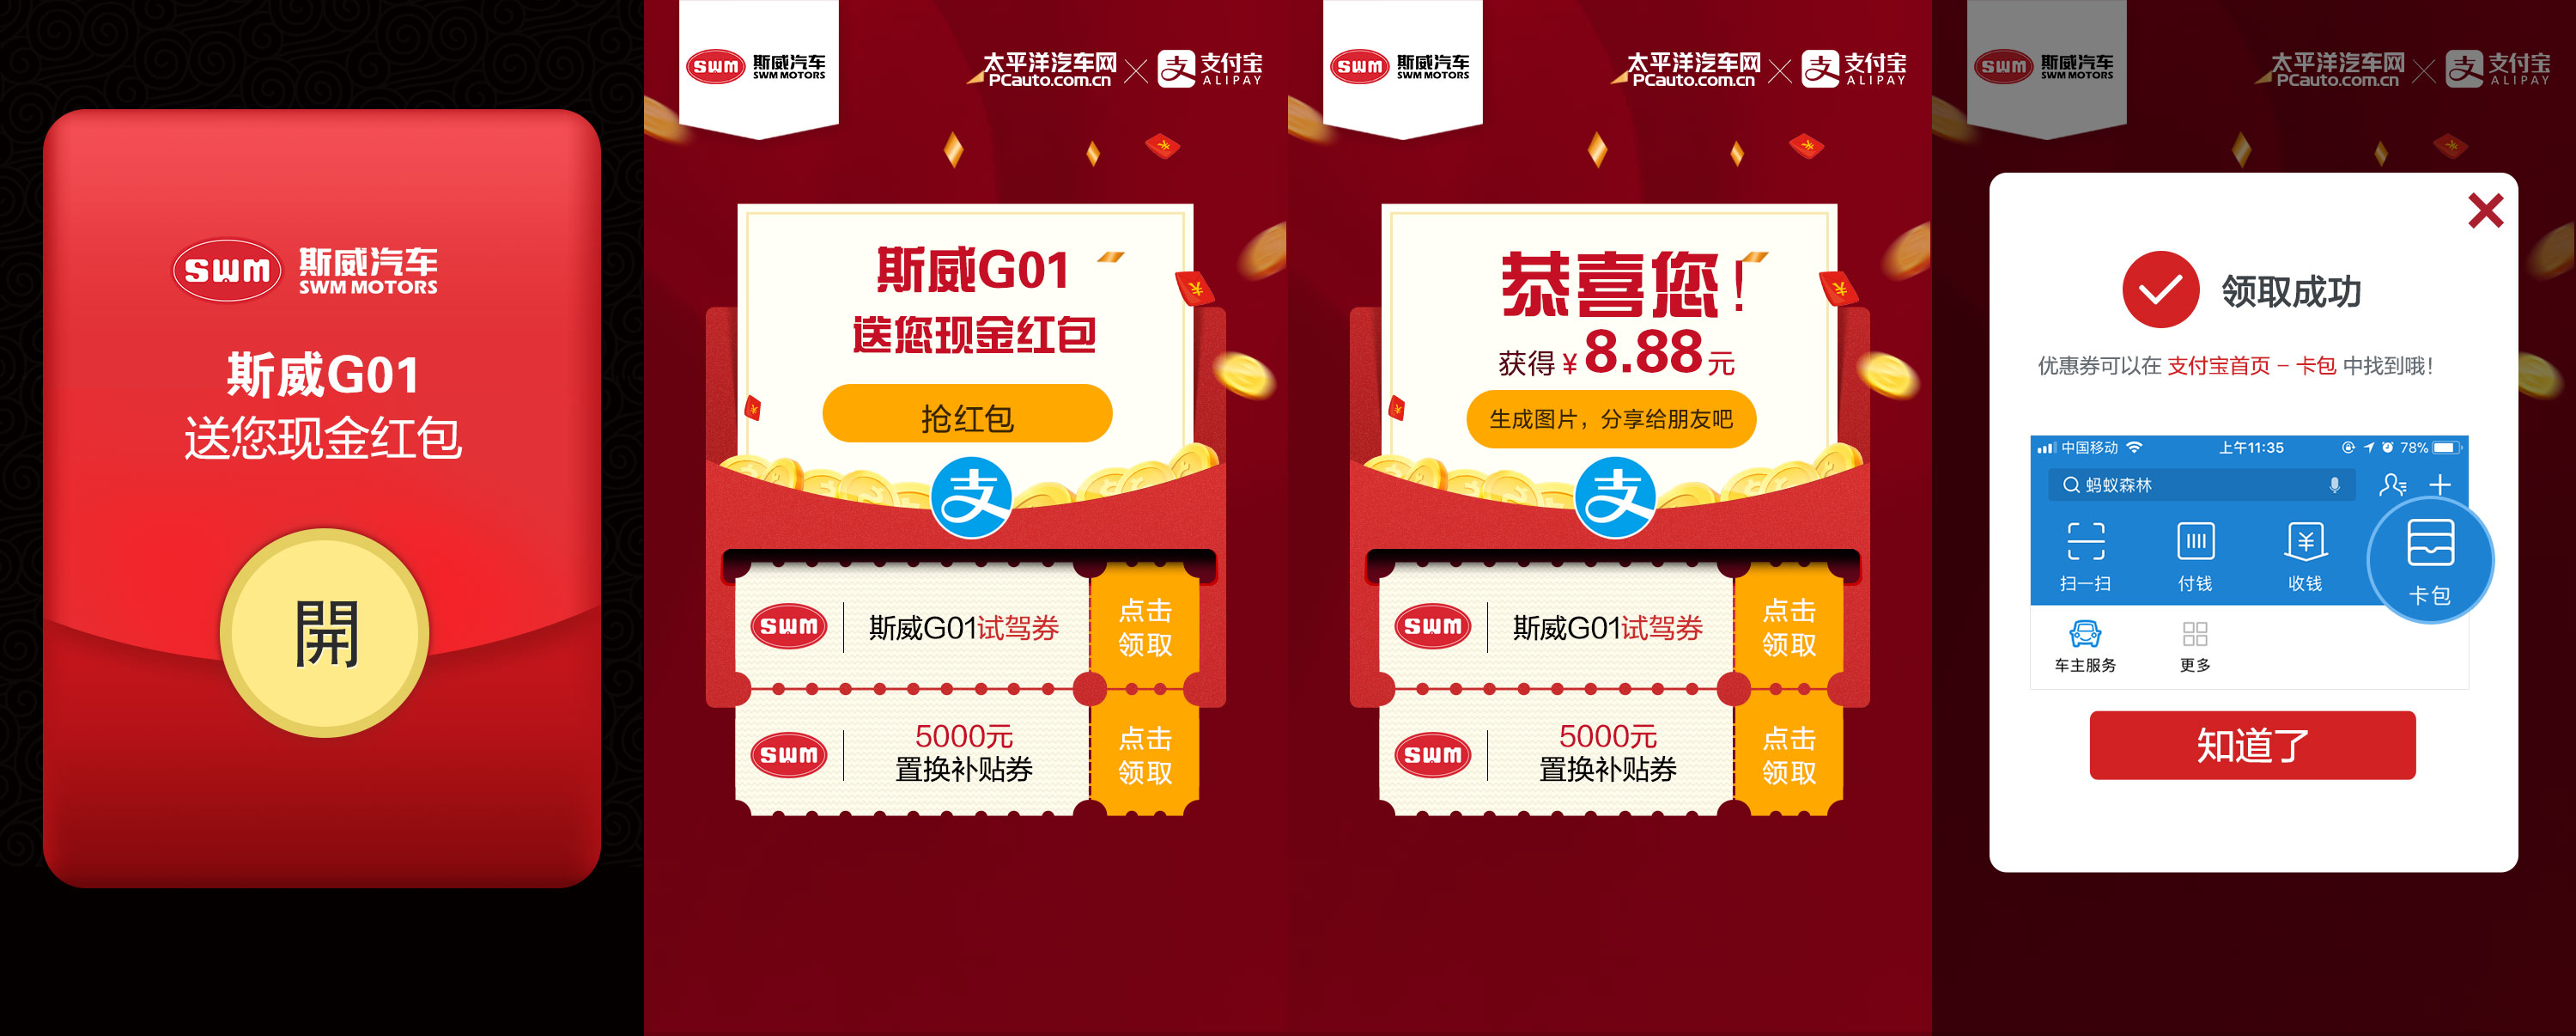 swm 斯威汽车
SWM MOTORS
斯威G01
送您现金红包
開
swm 斯威汽车
SWM MOTORS
太平洋汽车网
PCauto.com.cn
支 支付宝
ALIPAY
斯威G01
送您现金红包
抢红包
支
swm 斯威G01试驾券
点击
领取
swm 5000元
置换补贴券
点击
领取
swm 斯威汽车
SWM MOTORS
太平洋汽车网
PCauto.com.cn
支 支付宝
ALIPAY
恭喜您!
获得¥8.88元
生成图片，分享给朋友吧
支
swm 斯威G01试驾券
点击
领取
swm 5000元
置换补贴券
点击
领取
swm 斯威汽车
SWM MOTORS
太平洋汽车网
PCauto.com.cn
支 支付宝
ALIPAY
领取成功
优惠券可以在 支付宝首页 – 卡包 中找到哦！
中国移动 上午11:35 78%
蚂蚁森林
扫一扫 付钱 收钱 卡包
车主服务 更多
知道了